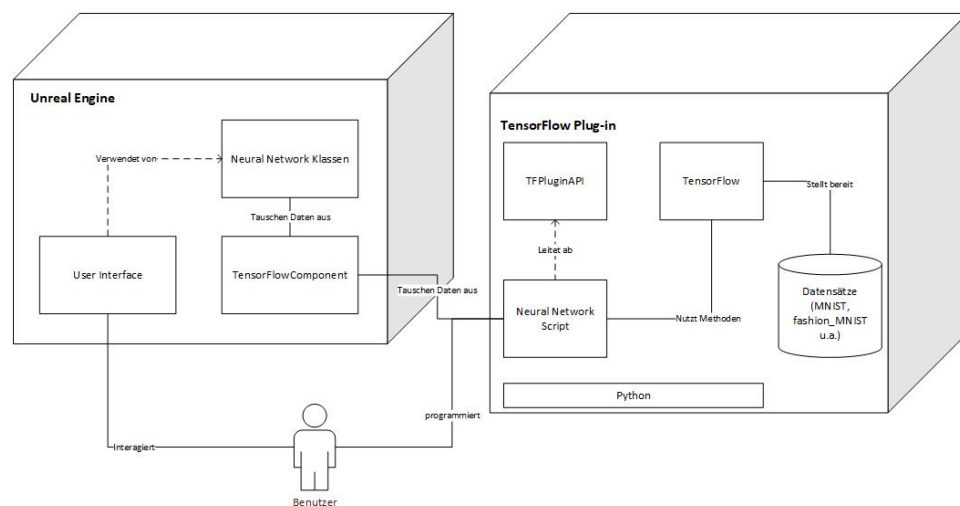 Unreal Engine
Verwendet von
Neural Network Klassen
Tauschen Daten aus
User Interface
TensorFlowComponent
Tauschen Daten aus
TensorFlow Plug-in
TFPluginAPI
TensorFlow
Stellt bereit
Leitet ab
Neural Network
Script
Nutzt Methoden
Datensätze
(MNIST,
fashion_MNIST
u.a.)
Python
Interagiert
programmiert
Benutzer